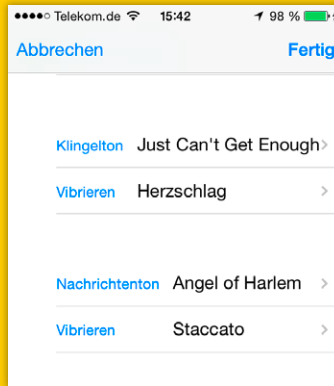 Telekom.de 15:42 98 %
Abbrechen Fertig
Klingelton Just Can't Get Enough
Vibrieren Herzschlag
Nachrichtenton Angel of Harlem
Vibrieren Staccato